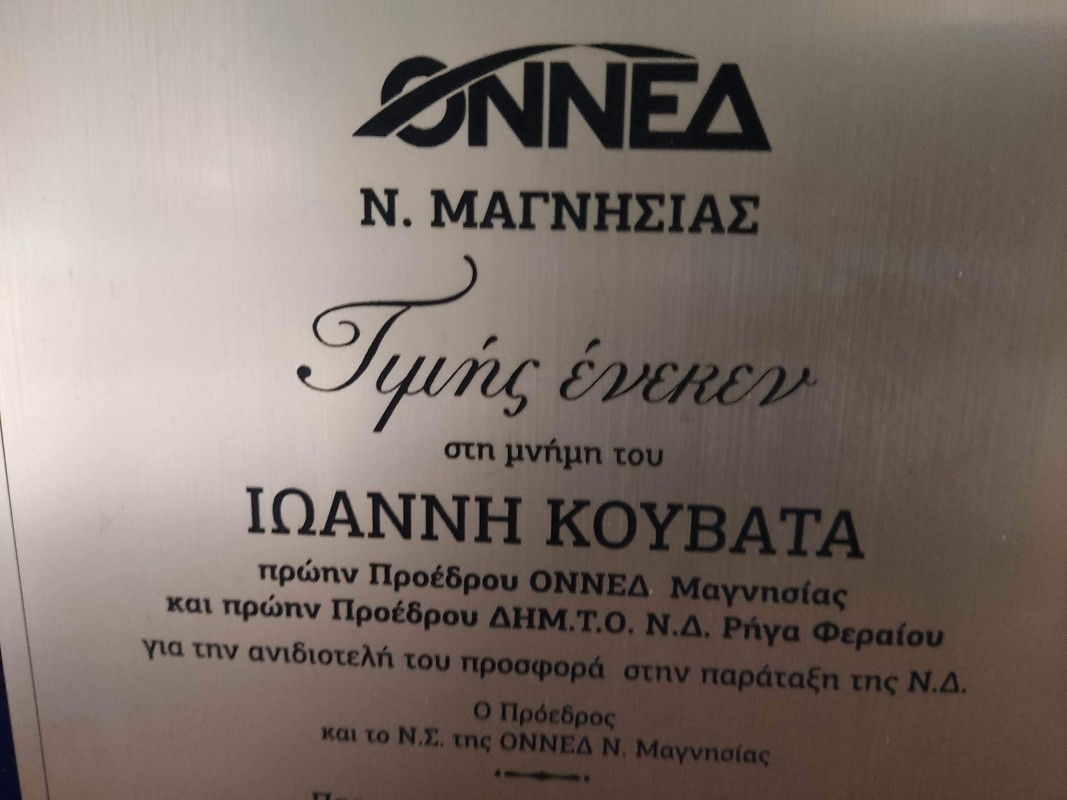 ΟΝΝΕΔ
Ν. ΜΑΓΝΗΣΙΑΣ
Τιμής ένεκεν
στη μνήμη του
ΙΩΑΝΝΗ ΚΟΥΒΑΤΑ
πρώην Προέδρου ΟΝΝΕΔ Μαγνησίας
και πρώην Προέδρου ΔΗΜ.Τ.Ο. Ν.Δ. Ρήγα Φεραίου
για την ανιδιοτελή του προσφορά στην παράταξη της Ν.Δ.
Ο Πρόεδρος
και το Ν.Σ. της ΟΝΝΕΔ Ν. Μαγνησίας